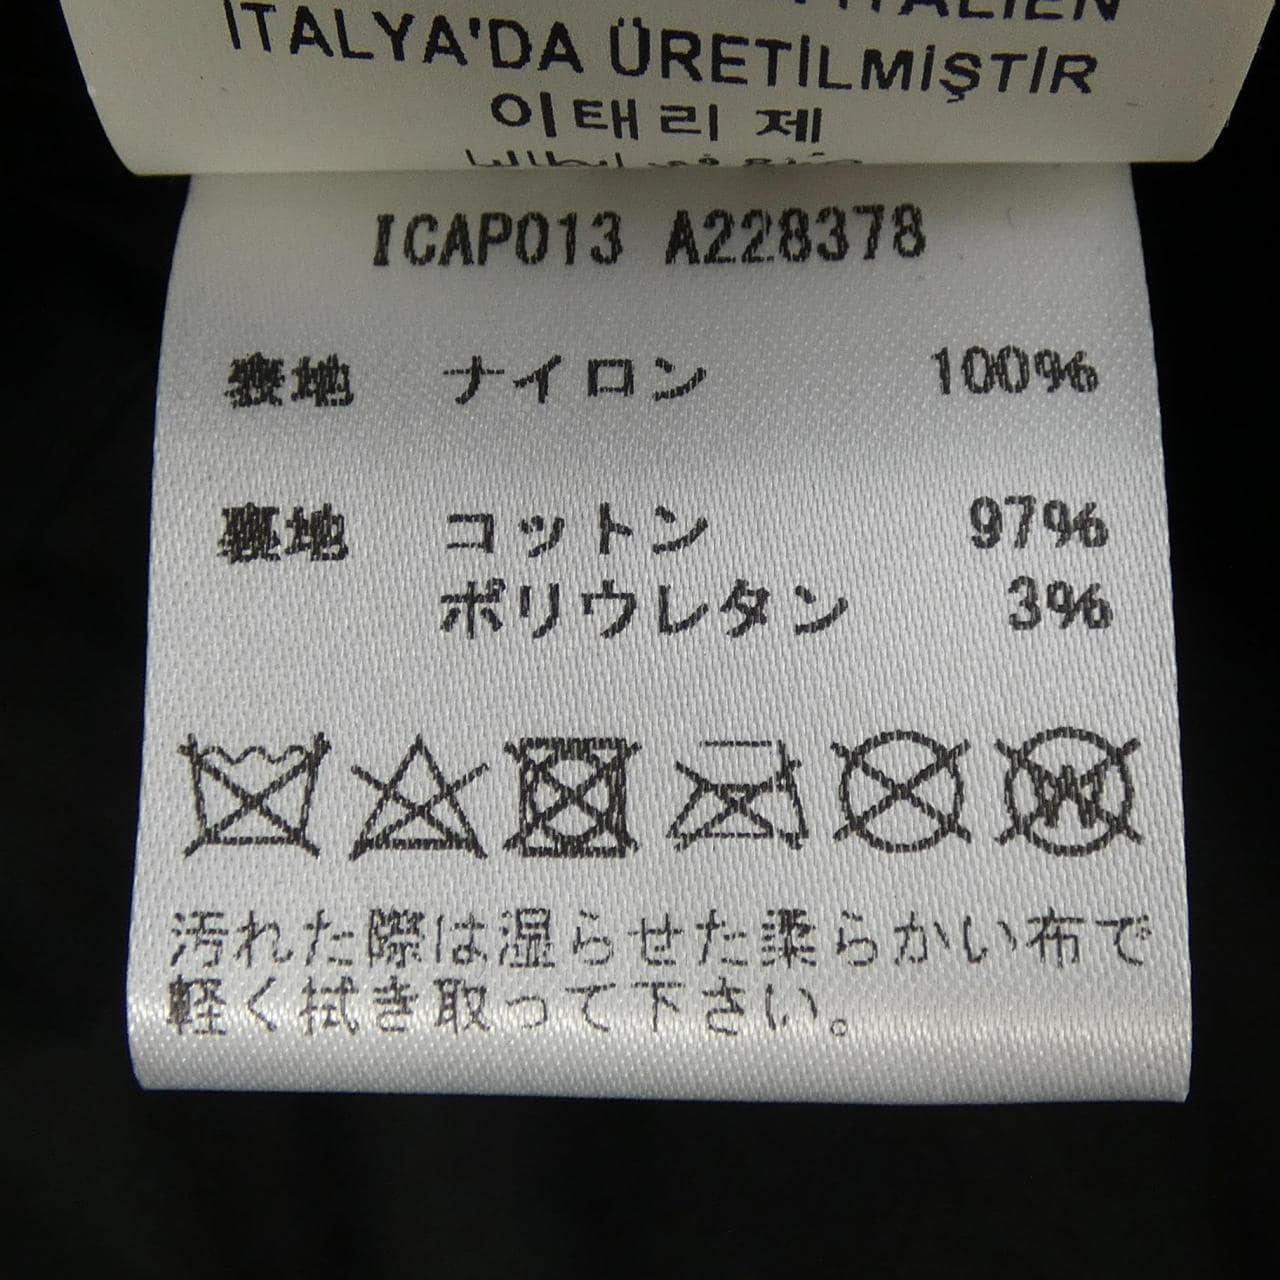 ITALIEN
İTALYA'DA ÜRETİLMİŞTİR
이태리 제
ICAP013 A228378
表地 ナイロン 100%
裏地 コットン 97%
ポリウレタン 3%
W
汚れた際は湿らせた柔らかい布で
軽く拭き取って下さい。